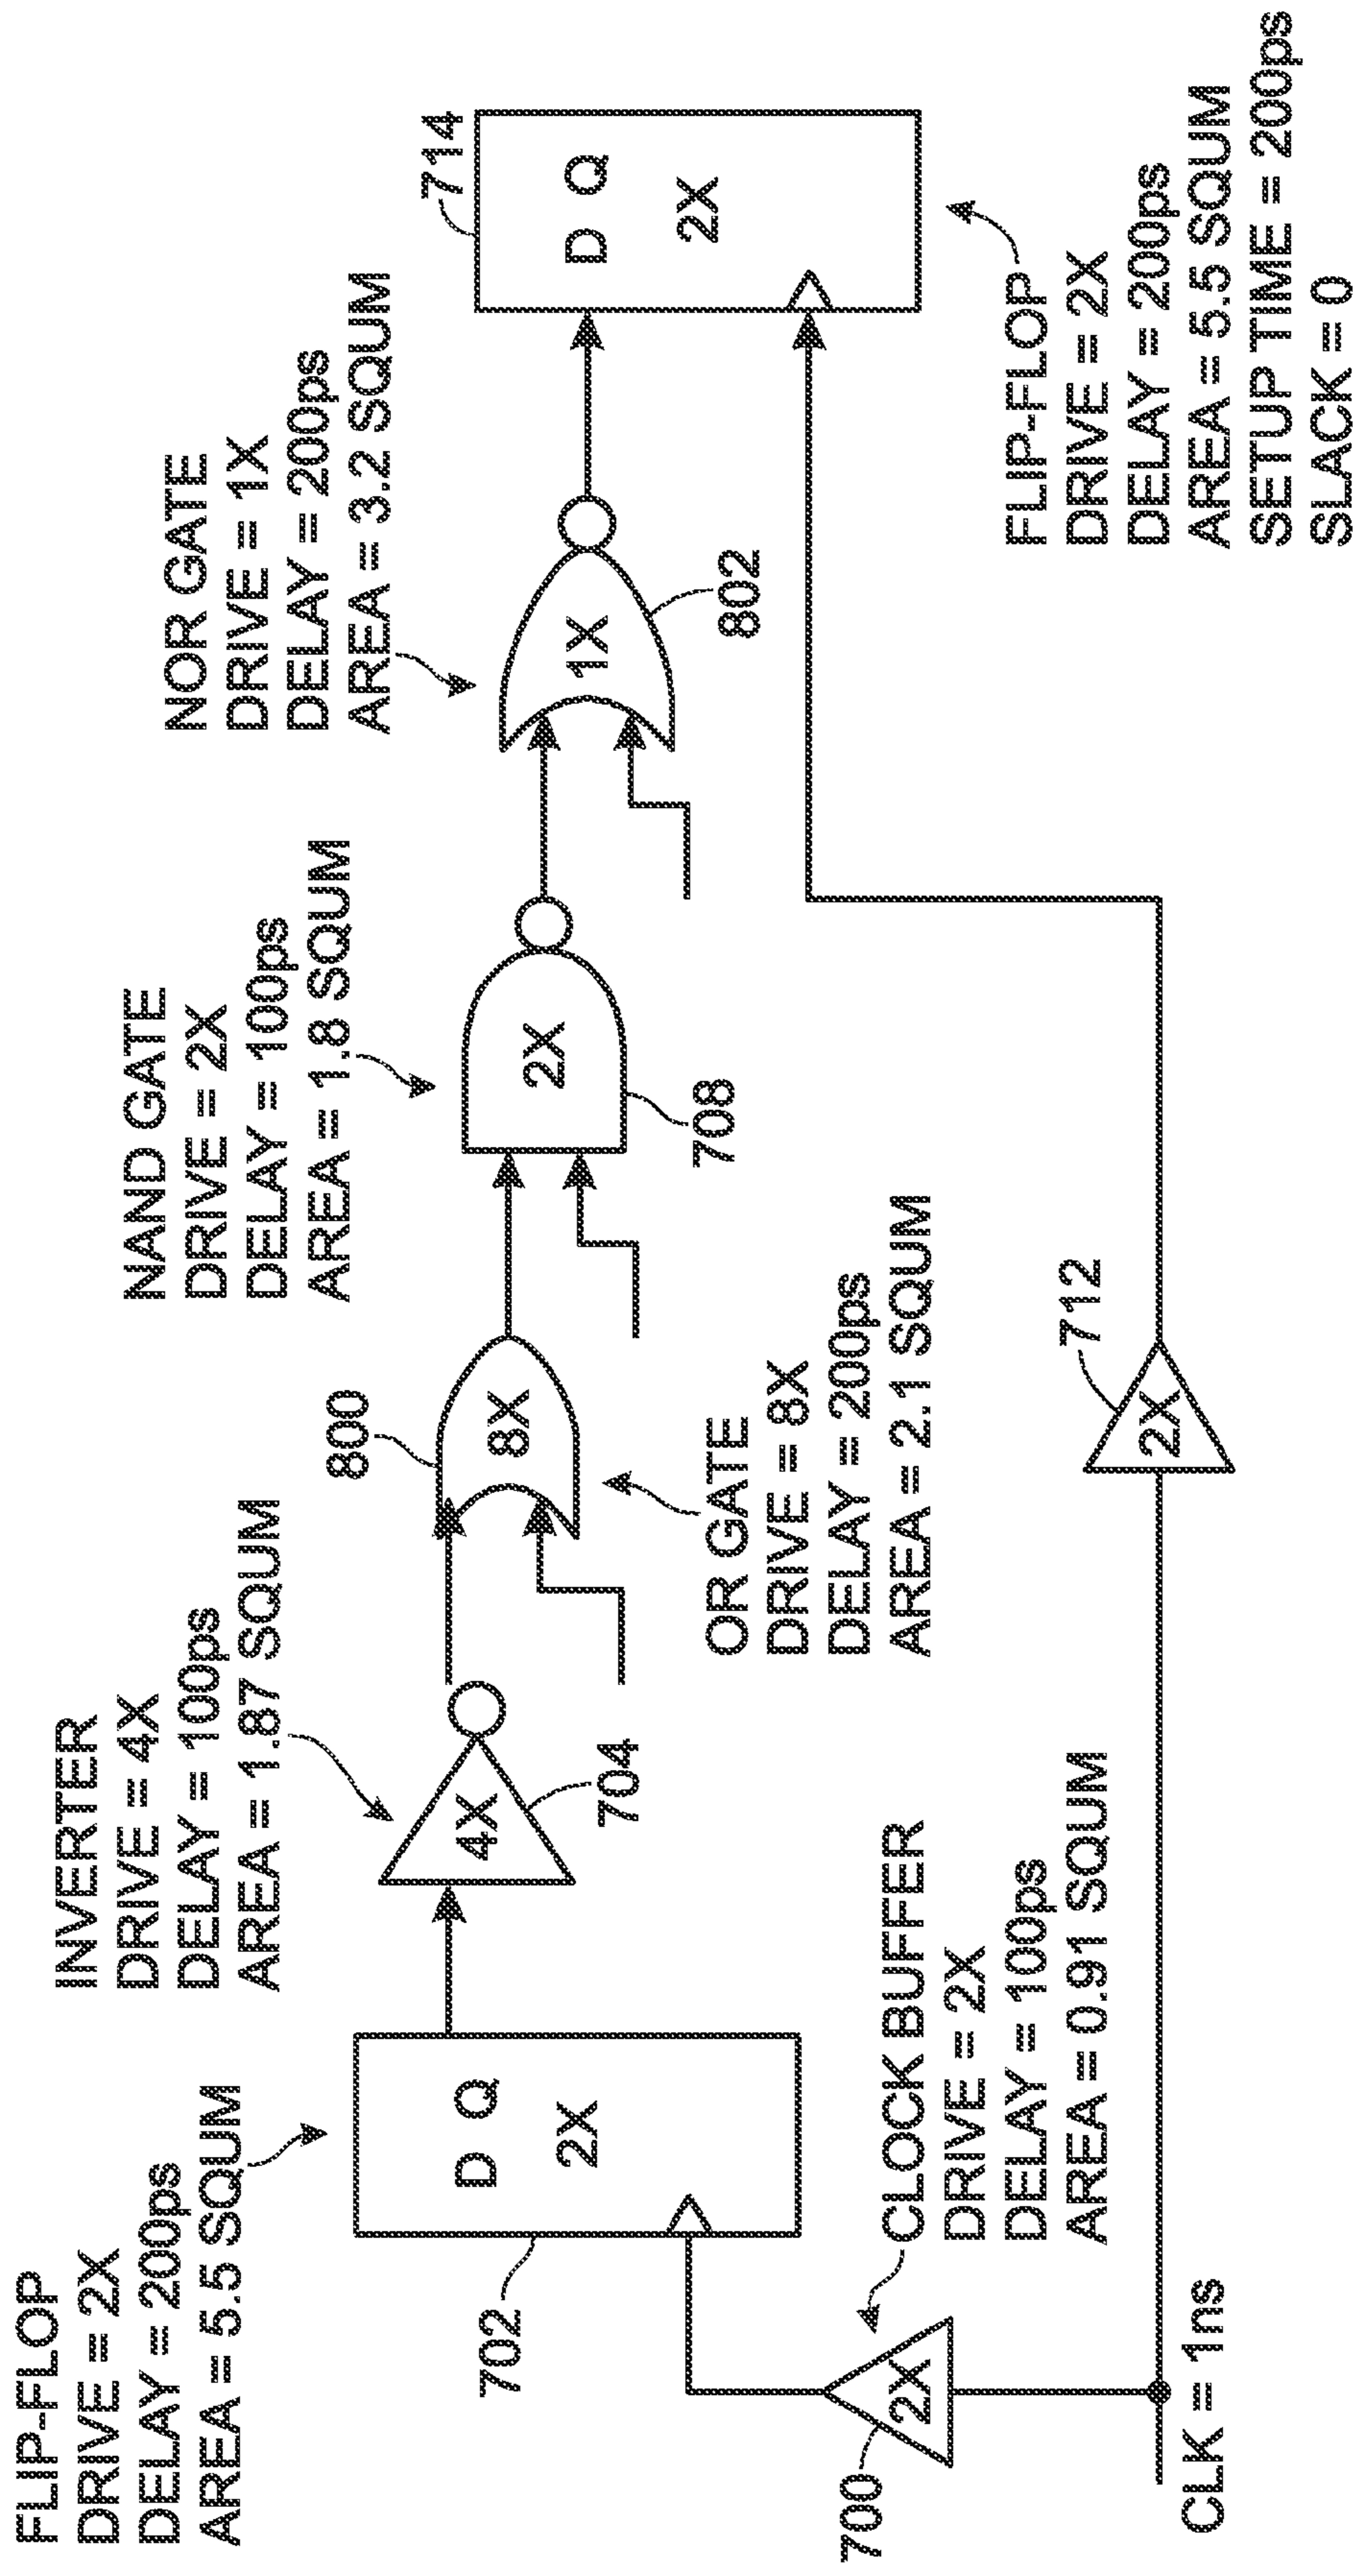 FLIP-FLOP
DRIVE = 2X
DELAY = 200ps
AREA = 5.5 SQUM
702
D Q
2X
INVERTER
DRIVE = 4X
DELAY = 100ps
AREA = 1.87 SQUM
4X
704
800
8X
OR GATE
DRIVE = 8X
DELAY = 200ps
AREA = 2.1 SQUM
NAND GATE
DRIVE = 2X
DELAY = 100ps
AREA = 1.8 SQUM
2X
708
NOR GATE
DRIVE = 1X
DELAY = 200ps
AREA = 3.2 SQUM
1X
802
714
D Q
2X
FLIP-FLOP
DRIVE = 2X
DELAY = 200ps
AREA = 5.5 SQUM
SETUP TIME = 200ps
SLACK = 0
700
2X
CLOCK BUFFER
DRIVE = 2X
DELAY = 100ps
AREA = 0.91 SQUM
712
2X
CLK = 1ns